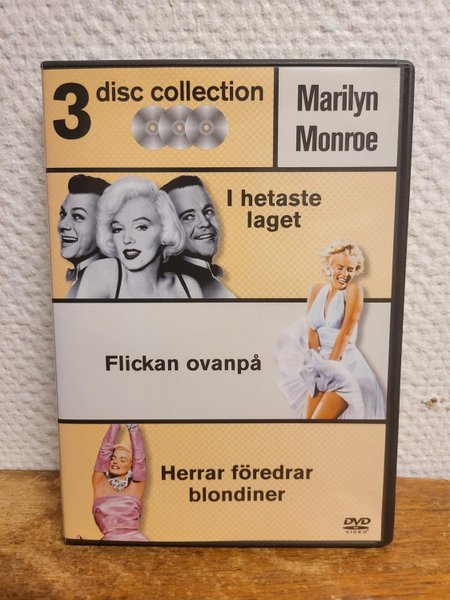 3 disc collection
Marilyn
Monroe
I hetaste
laget
Flickan ovanpå
Herrar föredrar
blondiner
DVD
VIDEO